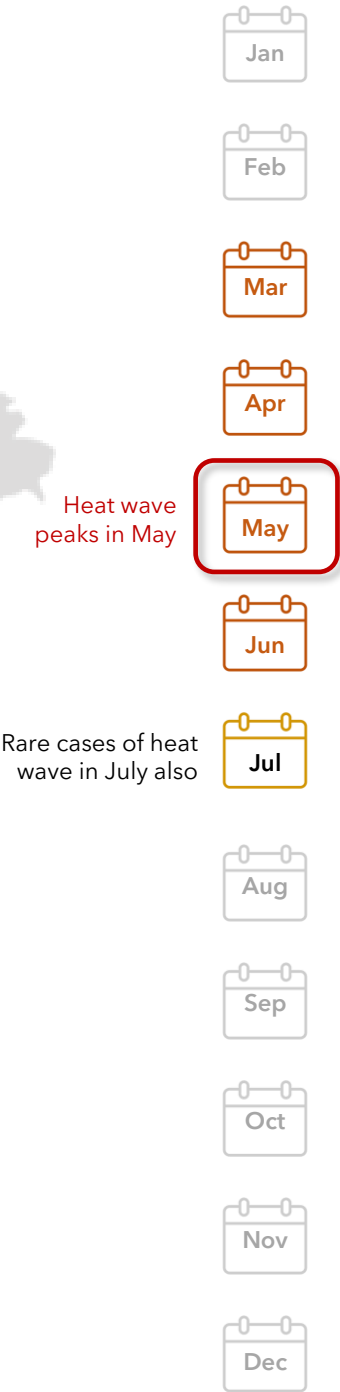 Jan
Feb
Mar
Apr
Heat wave
peaks in May
May
Jun
Rare cases of heat
wave in July also
Jul
Aug
Sep
Oct
Nov
Dec